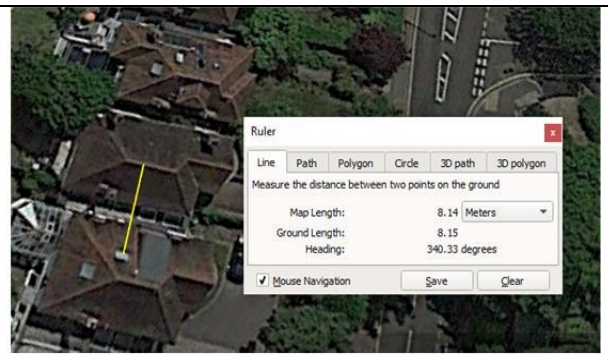 Ruler
x
Line Path Polygon Circle 3D path 3D polygon
Measure the distance between two points on the ground
Map Length: 8.14 Meters
Ground Length: 8.15
Heading: 340.33 degrees
Mouse Navigation Save Clear